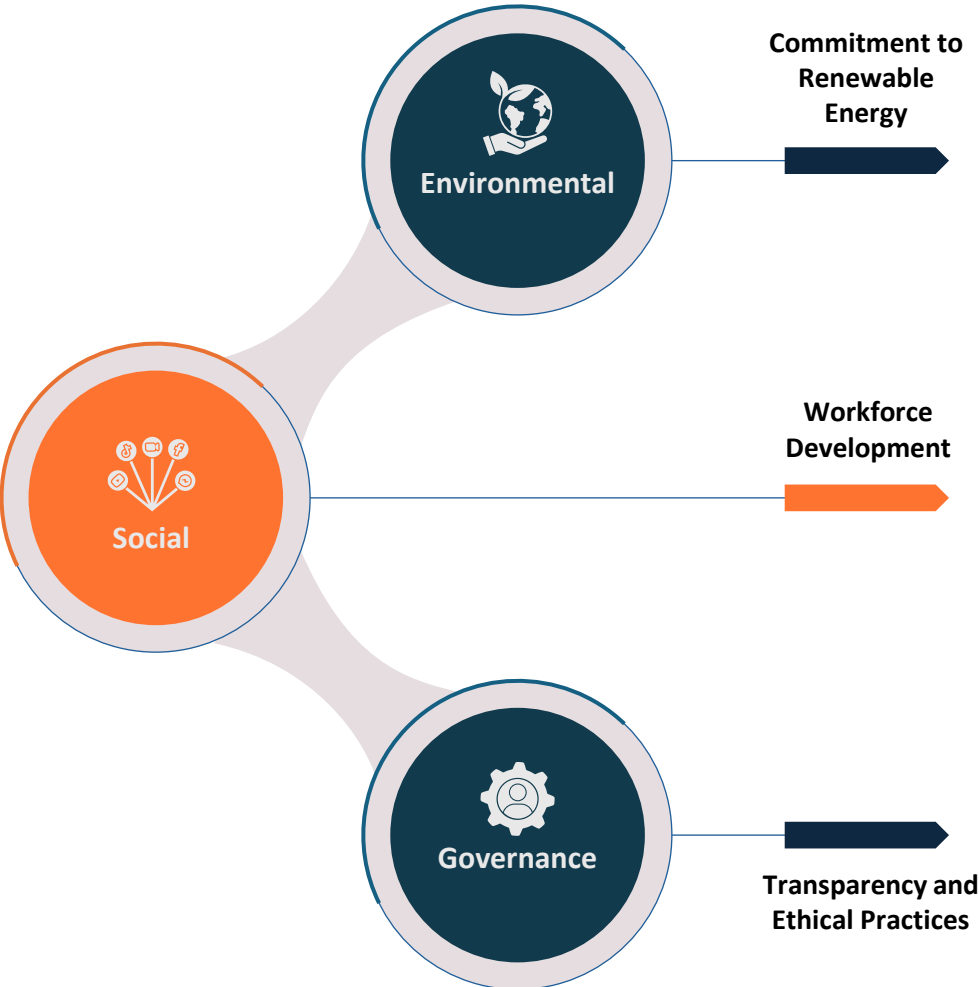 Commitment to
Renewable
Energy
Environmental
Workforce
Development
Social
Governance
Transparency and
Ethical Practices